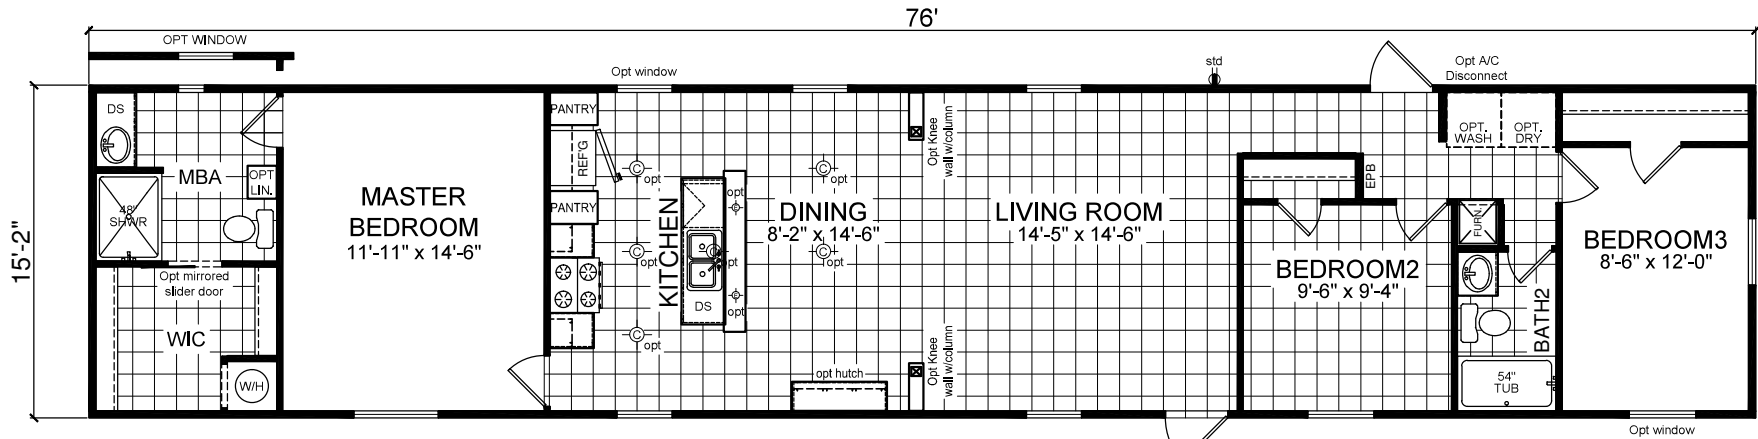 76'
OPT WINDOW
Opt window
std
Opt A/C
Disconnect
15'-2"
DS
MBA
OPT
LIN.
48"
SHWR
Opt mirrored
slider door
WIC
W/H
MASTER
BEDROOM
11'-11" x 14'-6"
PANTRY
REF'G
PANTRY
KITCHEN
C
opt
C
C
opt
opt
E
DS
E
opt
C
opt
DINING
8'-2" x 14'-6"
C
opt
opt hutch
Opt Knee
wall w/column
Opt Knee
wall w/column
LIVING ROOM
14'-5" x 14'-6"
EPB
BEDROOM2
9'-6" x 9'-4"
OPT.
WASH
OPT.
DRY
FURN.
BATH2
54"
TUB
BEDROOM3
8'-6" x 12'-0"
Opt window